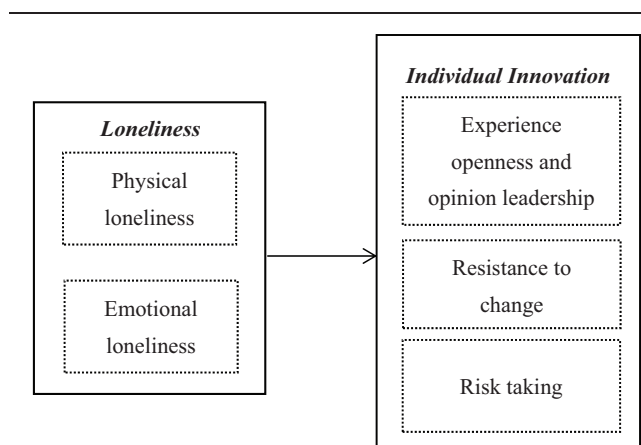 Loneliness
Physical
loneliness
Emotional
loneliness
Individual Innovation
Experience
openness and
opinion leadership
Resistance to
change
Risk taking